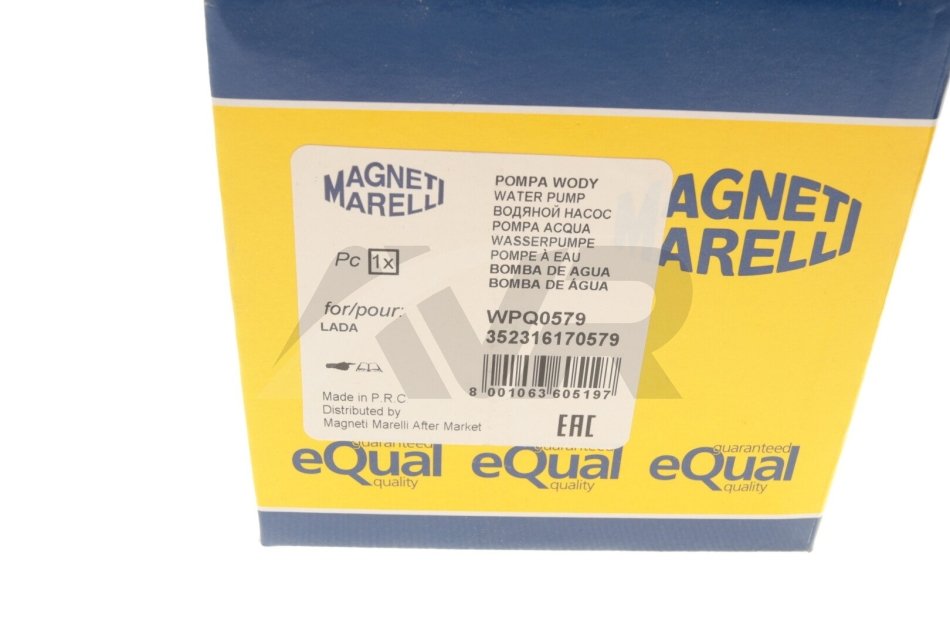 MAGNETI
MARELLI
POMPA WODY
WATER PUMP
ВОДЯНОЙ НАСОС
POMPA ACQUA
WASSERPUMPE
POMPE À EAU
BOMBA DE AGUA
BOMBA DE ÁGUA
Pc 1x
for/pour:
LADA
WPQ0579
352316170579
8 001063 605197
Made in P.R.C
Distributed by
Magneti Marelli After Market
EAC
MAGNETI
MARELLI
guaranteed
eQual
quality
guaranteed
eQual
quality
guaranteed
eQual
quality